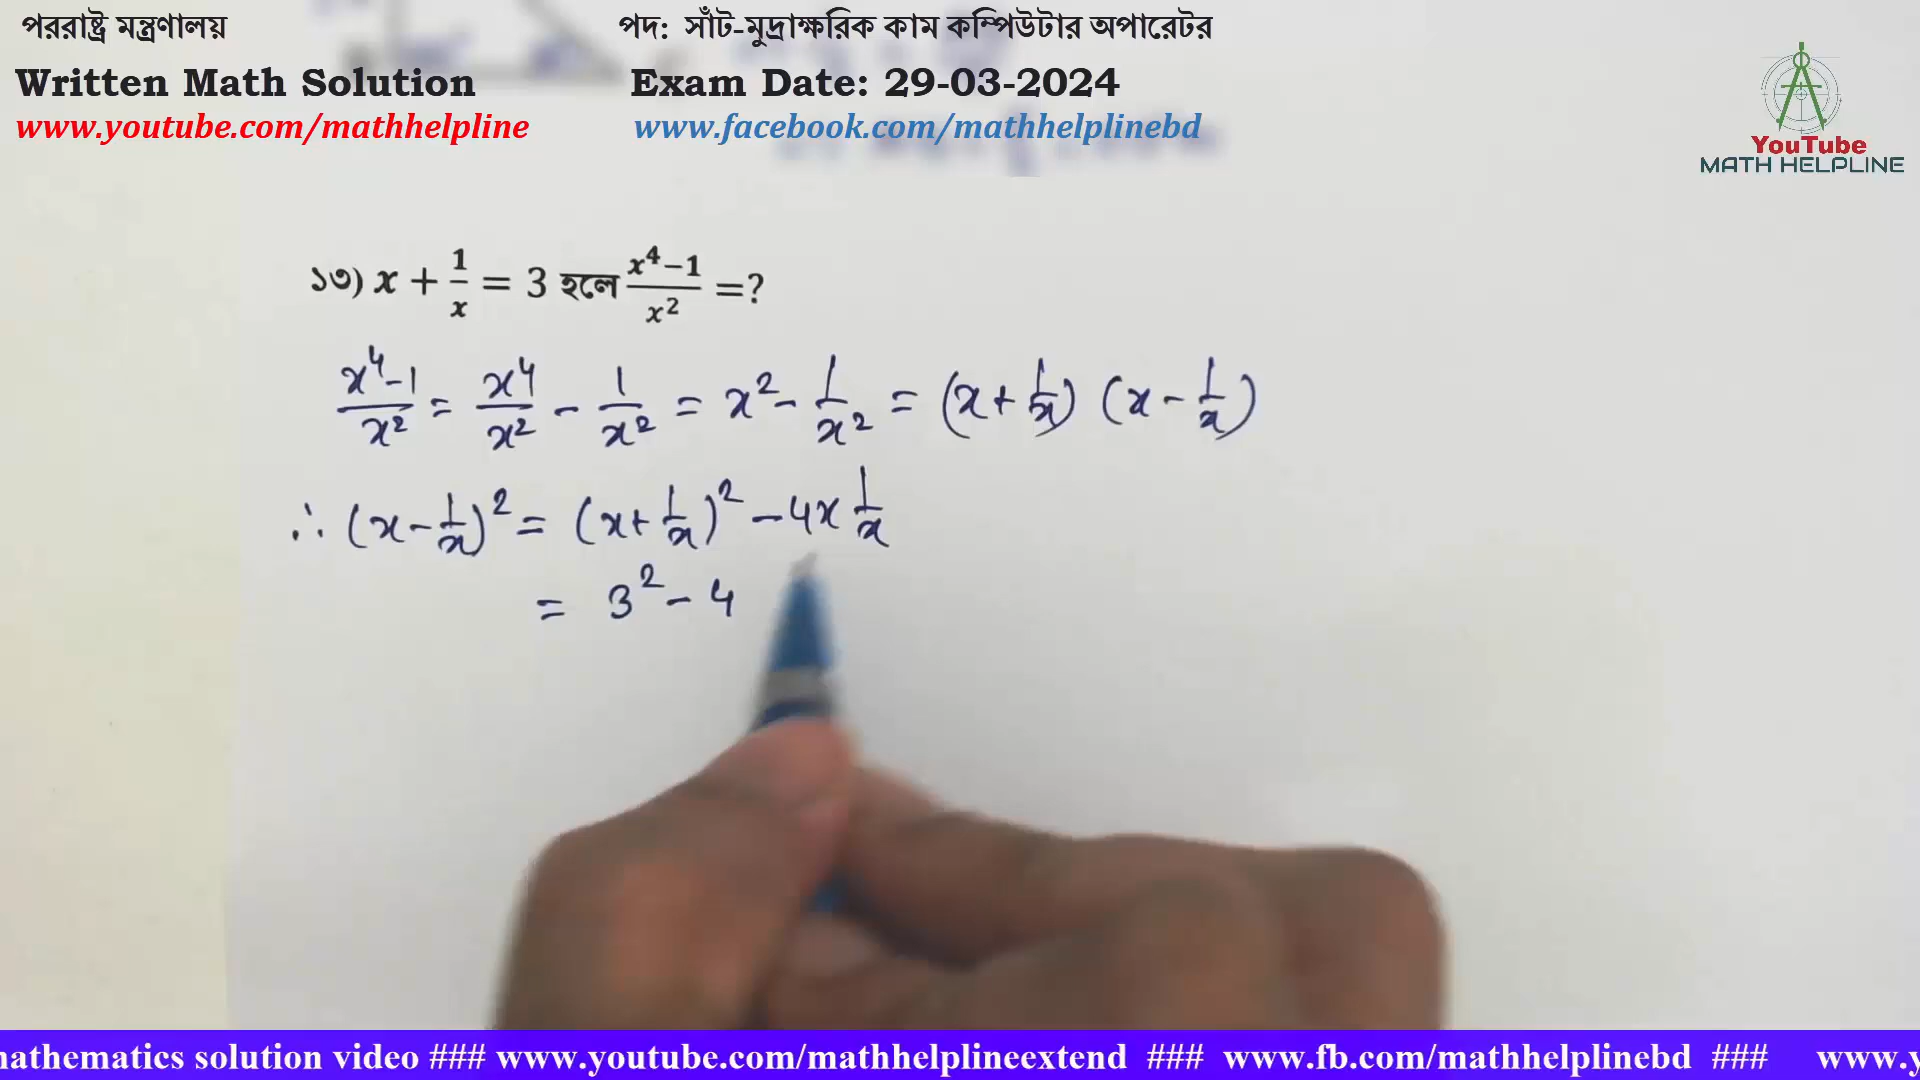 পররাষ্ট্র মন্ত্রণালয়
পদ: সাঁট-মুদ্রাক্ষরিক কাম কম্পিউটার অপারেটর
Written Math Solution
Exam Date: 29-03-2024
www.youtube.com/mathhelpline
www.facebook.com/mathhelplinebd
YouTube
MATH HELPLINE
১৩) x + 1/x = 3 হলে (x⁴-1)/x² =?
(x⁴-1)/x² = x⁴/x² - 1/x² = x² - 1/x² = (x + 1/x) (x - 1/x)
∴ (x - 1/x)² = (x + 1/x)² - 4x 1/x
= 3² - 4
mathematics solution video ### www.youtube.com/mathhelplineextend ### www.fb.com/mathhelplinebd ### www.y